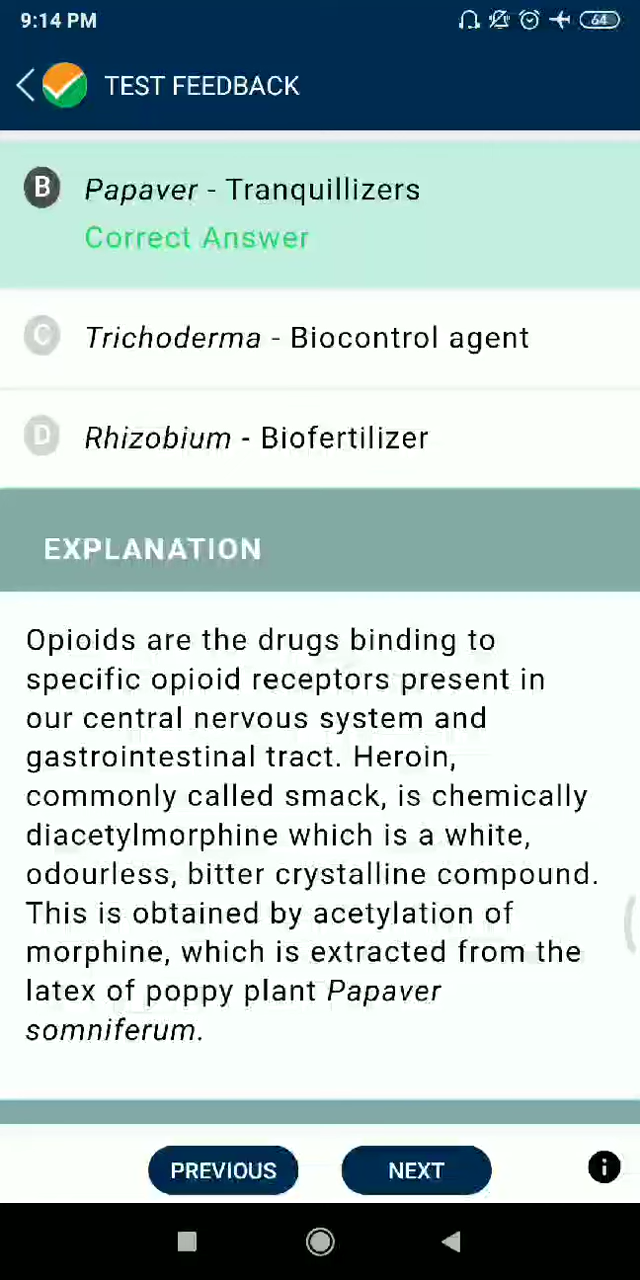 9:14 PM
64
TEST FEEDBACK
B Papaver - Tranquillizers
Correct Answer
C Trichoderma - Biocontrol agent
D Rhizobium - Biofertilizer
EXPLANATION
Opioids are the drugs binding to
specific opioid receptors present in
our central nervous system and
gastrointestinal tract. Heroin,
commonly called smack, is chemically
diacetylmorphine which is a white,
odourless, bitter crystalline compound.
This is obtained by acetylation of
morphine, which is extracted from the
latex of poppy plant Papaver
somniferum.
PREVIOUS NEXT